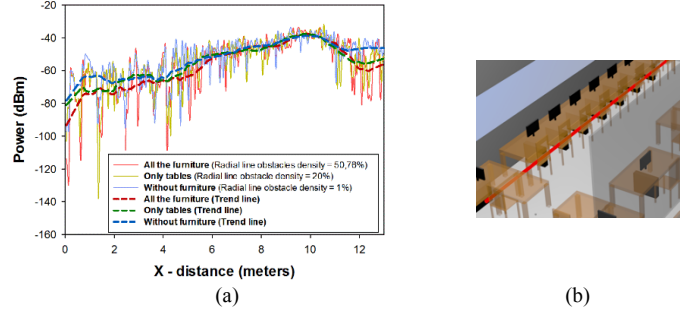 -20
-40
-60
-80
-100
-120
-140
-160
Power (dBm)
All the furniture (Radial line obstacles density = 50,78%)
Only tables (Radial line obstacle density = 20%)
Without furniture (Radial line obstacle density = 1%)
All the furniture (Trend line)
Only tables (Trend line)
Without furniture (Trend line)
0 2 4 6 8 10 12
X - distance (meters)
(a) (b)